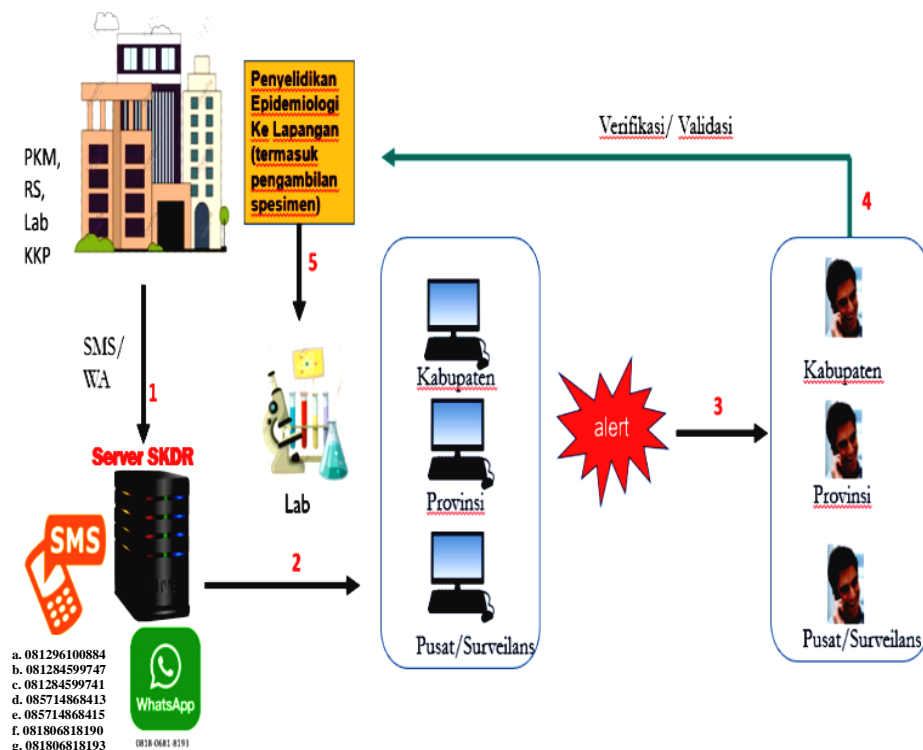 PKM,
RS,
Lab
KKP
Penyelidikan
Epidemiologi
Ke Lapangan
(termasuk
pengambilan
spesimen)
Verifikasi/ Validasi
4
5
SMS/
WA
1
Server SKDR
SMS
Lab
2
Kabupaten
Provinsi
Pusat/Surveilans
alert
3
Kabupaten
Provinsi
Pusat/Surveilans
a. 081296100884
b. 081284599747
c. 081284599741
d. 085714868413
e. 085714868415
f. 081806818190
g. 081806818193
WhatsApp
0818-0681-8193